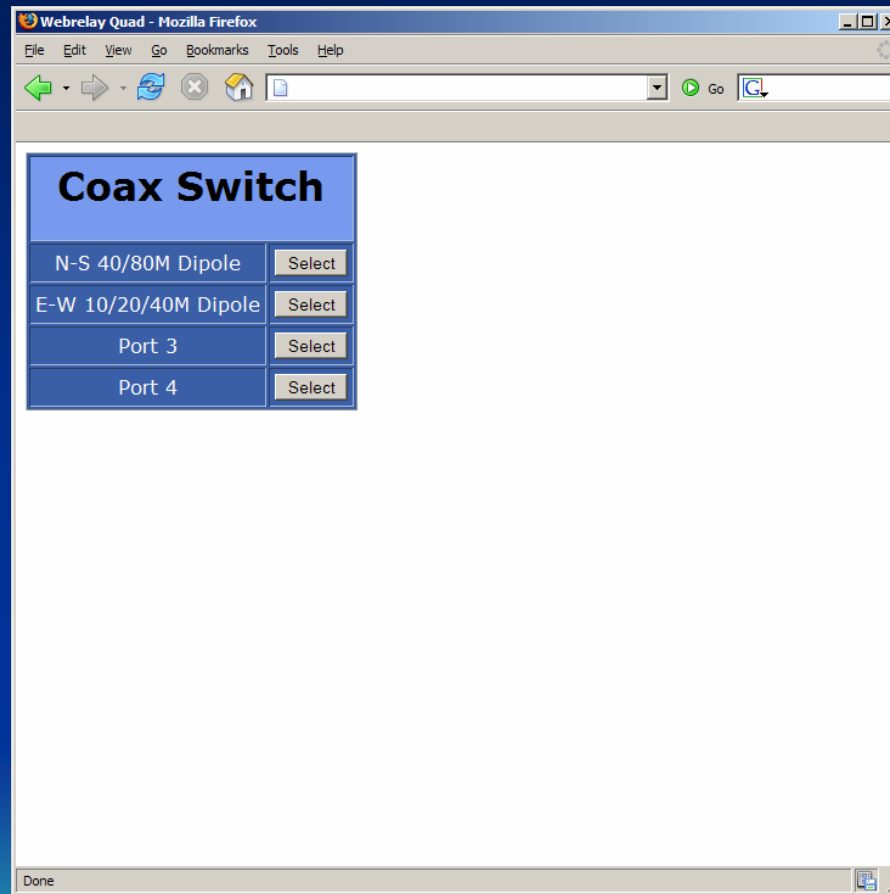 Webrelay Quad - Mozilla Firefox
File Edit View Go Bookmarks Tools Help
Go G
Coax Switch
N-S 40/80M Dipole Select
E-W 10/20/40M Dipole Select
Port 3 Select
Port 4 Select
Done